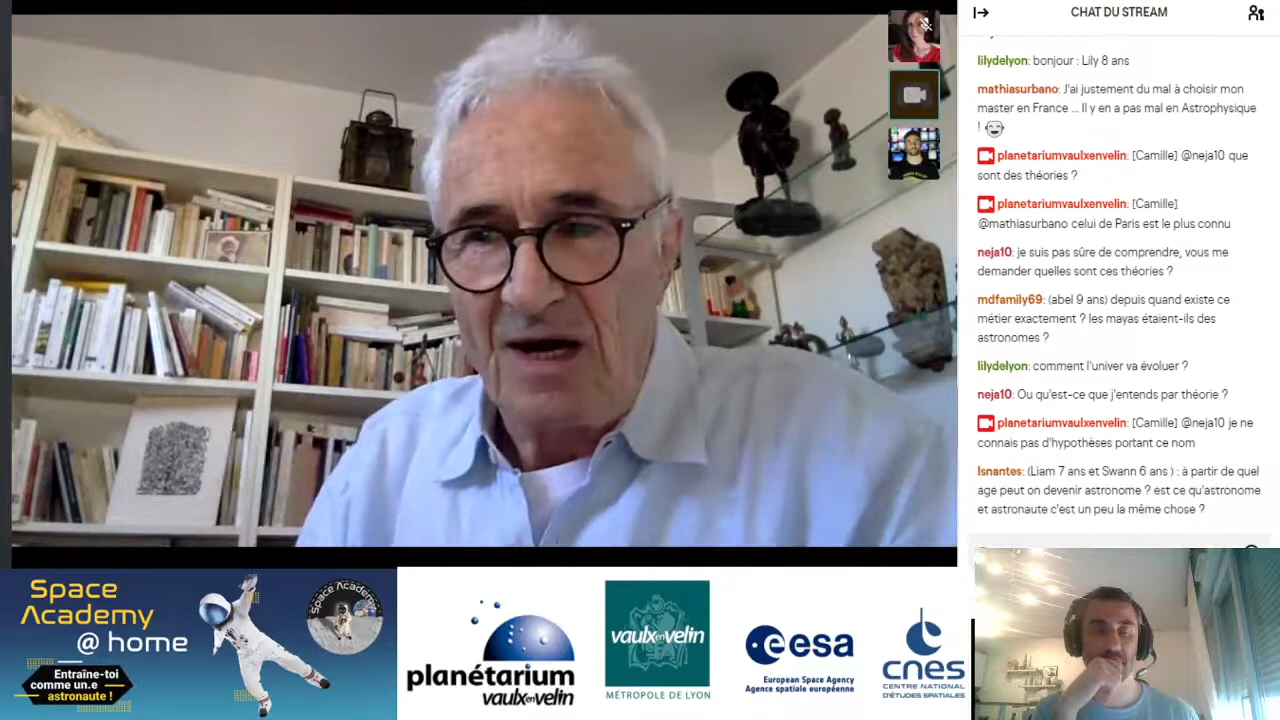 CHAT DU STREAM
lilydelyon: bonjour : Lily 8 ans
mathiasurbano: J'ai justement du mal à choisir mon
master en France ... Il y en a pas mal en Astrophysique
!
planetariumvaulxenvelin: [Camille] @neja10 que
sont des théories ?
planetariumvaulxenvelin: [Camille]
@mathiasurbano celui de Paris est le plus connu
neja10: je suis pas sûre de comprendre, vous me
demander quelles sont ces théories ?
mdfamily69: (abel 9 ans) depuis quand existe ce
métier exactement ? les mayas étaient-ils des
astronomes ?
lilydelyon: comment l'univer va évoluer ?
neja10: Ou qu'est-ce que j'entends par théorie ?
planetariumvaulxenvelin: [Camille] @neja10 je ne
connais pas d'hypothèses portant ce nom
lsnantes: (Liam 7 ans et Swann 6 ans ) : à partir de quel
age peut on devenir astronome ? est ce qu'astronome
et astronaute c'est un peu la même chose ?
Space
Academy
@ home
Entraîne-toi
comme un.e
astronaute !
Space Academy
planétarium
vaulx en velin
vaulx en velin
MÉTROPOLE DE LYON
esa
European Space Agency
Agence spatiale européenne
cnes
CENTRE NATIONAL
D'ÉTUDES SPATIALES